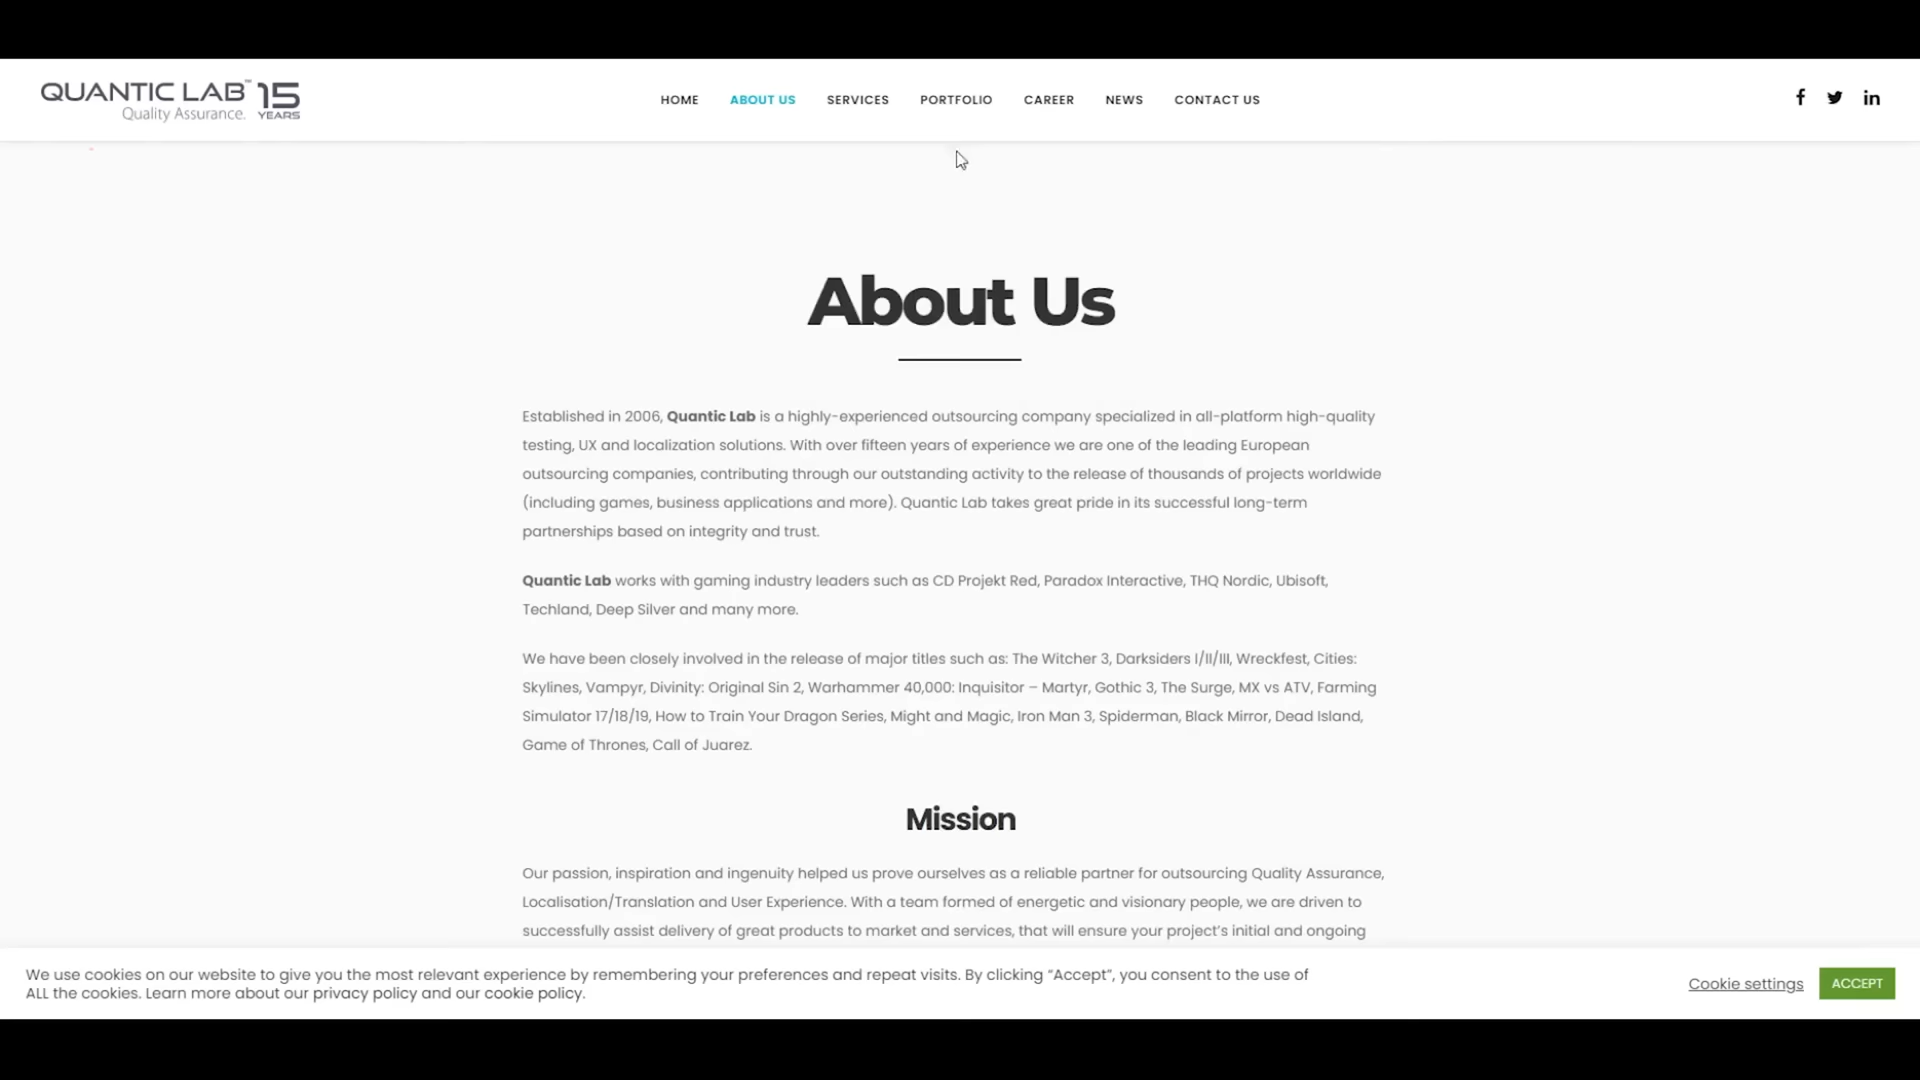 QUANTIC LAB™ 15
Quality Assurance. YEARS
HOME ABOUT US SERVICES PORTFOLIO CAREER NEWS CONTACT US
About Us
Established in 2006, Quantic Lab is a highly-experienced outsourcing company specialized in all-platform high-quality
testing, UX and localization solutions. With over fifteen years of experience we are one of the leading European
outsourcing companies, contributing through our outstanding activity to the release of thousands of projects worldwide
(including games, business applications and more). Quantic Lab takes great pride in its successful long-term
partnerships based on integrity and trust.
Quantic Lab works with gaming industry leaders such as CD Projekt Red, Paradox Interactive, THQ Nordic, Ubisoft,
Techland, Deep Silver and many more.
We have been closely involved in the release of major titles such as: The Witcher 3, Darksiders I/II/III, Wreckfest, Cities:
Skylines, Vampyr, Divinity: Original Sin 2, Warhammer 40,000: Inquisitor – Martyr, Gothic 3, The Surge, MX vs ATV, Farming
Simulator 17/18/19, How to Train Your Dragon Series, Might and Magic, Iron Man 3, Spiderman, Black Mirror, Dead Island,
Game of Thrones, Call of Juarez.
Mission
Our passion, inspiration and ingenuity helped us prove ourselves as a reliable partner for outsourcing Quality Assurance,
Localisation/Translation and User Experience. With a team formed of energetic and visionary people, we are driven to
successfully assist delivery of great products to market and services, that will ensure your project's initial and ongoing
We use cookies on our website to give you the most relevant experience by remembering your preferences and repeat visits. By clicking “Accept”, you consent to the use of
ALL the cookies. Learn more about our privacy policy and our cookie policy.
Cookie settings ACCEPT